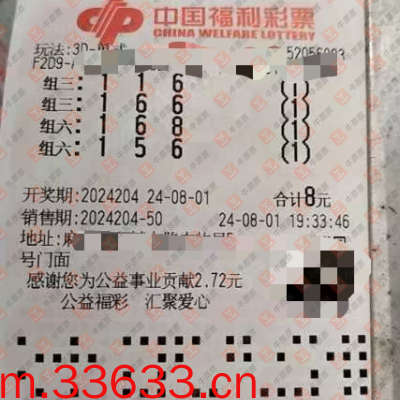 中国福利彩票
CHINA WELFARE LOTTERY
玩法:3D-单式
组三: 1 1 6 (1)
组三: 1 6 6 (1)
组六: 1 6 8 (1)
组六: 1 5 6 (1)
开奖期:2024204 24-08-01 合计8元
销售期:2024204-50 24-08-01 19:33:46
地址:麻
号门面
感谢您为公益事业贡献2.72元
公益福彩 汇聚爱心
m.33633.cn